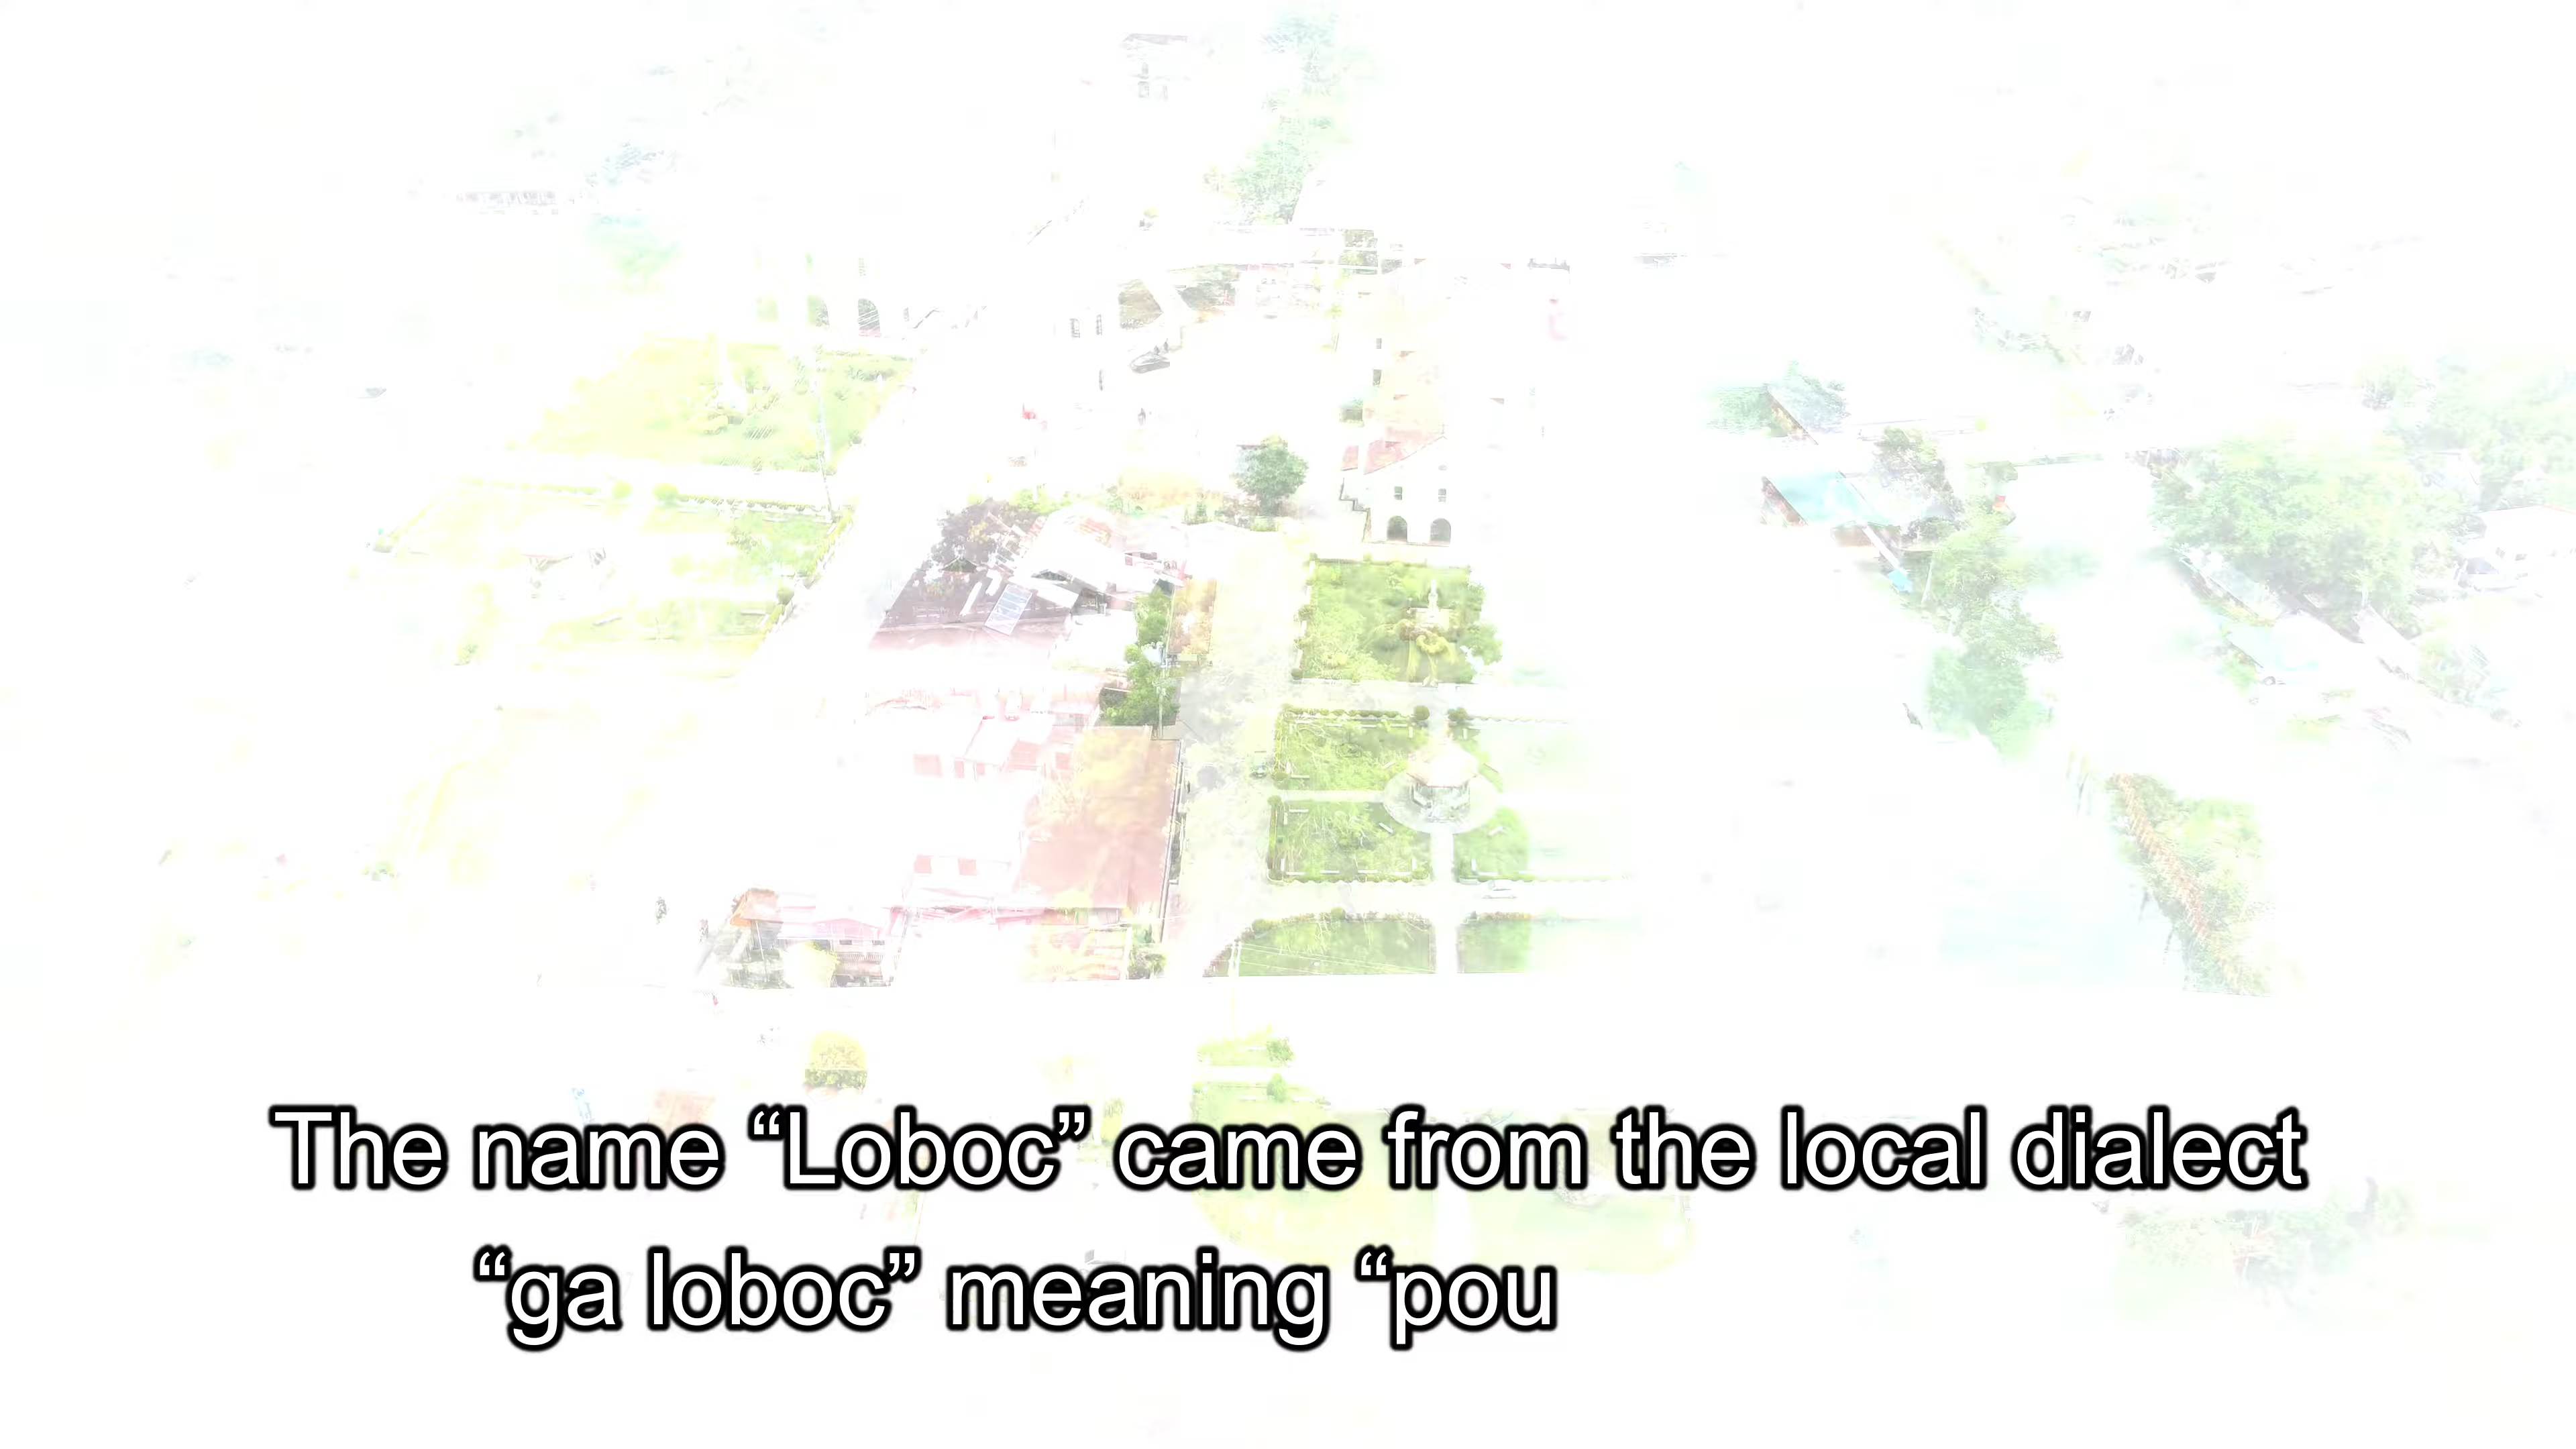 The name “Loboc” came from the local dialect
“ga loboc” meaning “pou